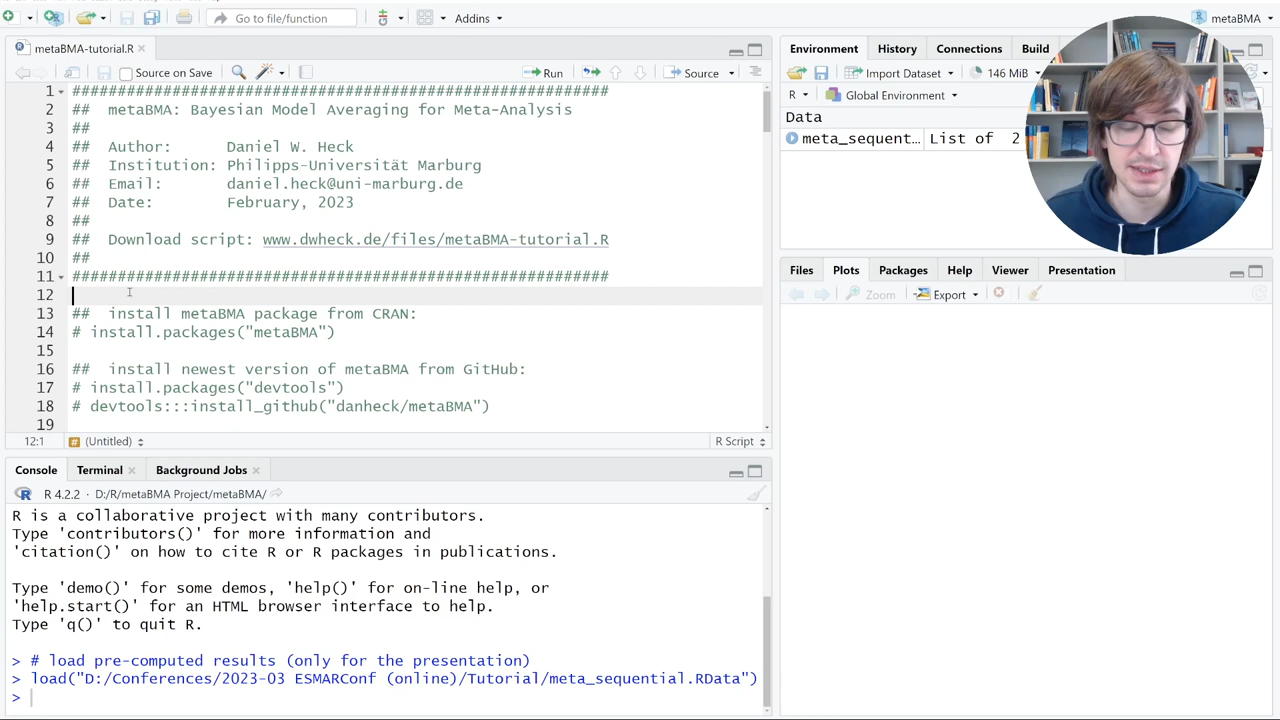 Go to file/function
Addins
metaBMA
metaBMA-tutorial.R
Source on Save
Run
Source
1 ############################################################
2 ##  metaBMA: Bayesian Model Averaging for Meta-Analysis
3 ##
4 ##  Author:      Daniel W. Heck
5 ##  Institution: Philipps-Universität Marburg
6 ##  Email:       daniel.heck@uni-marburg.de
7 ##  Date:        February, 2023
8 ##
9 ##  Download script: www.dwheck.de/files/metaBMA-tutorial.R
10 ##
11 ############################################################
12
13 ##  install metaBMA package from CRAN:
14 # install.packages("metaBMA")
15
16 ##  install newest version of metaBMA from GitHub:
17 # install.packages("devtools")
18 # devtools:::install_github("danheck/metaBMA")
19
12:1 # (Untitled) R Script
Console Terminal Background Jobs
R 4.2.2 · D:/R/metaBMA Project/metaBMA/
R is a collaborative project with many contributors.
Type 'contributors()' for more information and
'citation()' on how to cite R or R packages in publications.
Type 'demo()' for some demos, 'help()' for on-line help, or
'help.start()' for an HTML browser interface to help.
Type 'q()' to quit R.
> # load pre-computed results (only for the presentation)
> load("D:/Conferences/2023-03 ESMARConf (online)/Tutorial/meta_sequential.RData")
>
Environment History Connections Build
Import Dataset 146 MiB
R Global Environment
Data
meta_sequent… List of 2
Files Plots Packages Help Viewer Presentation
Zoom Export